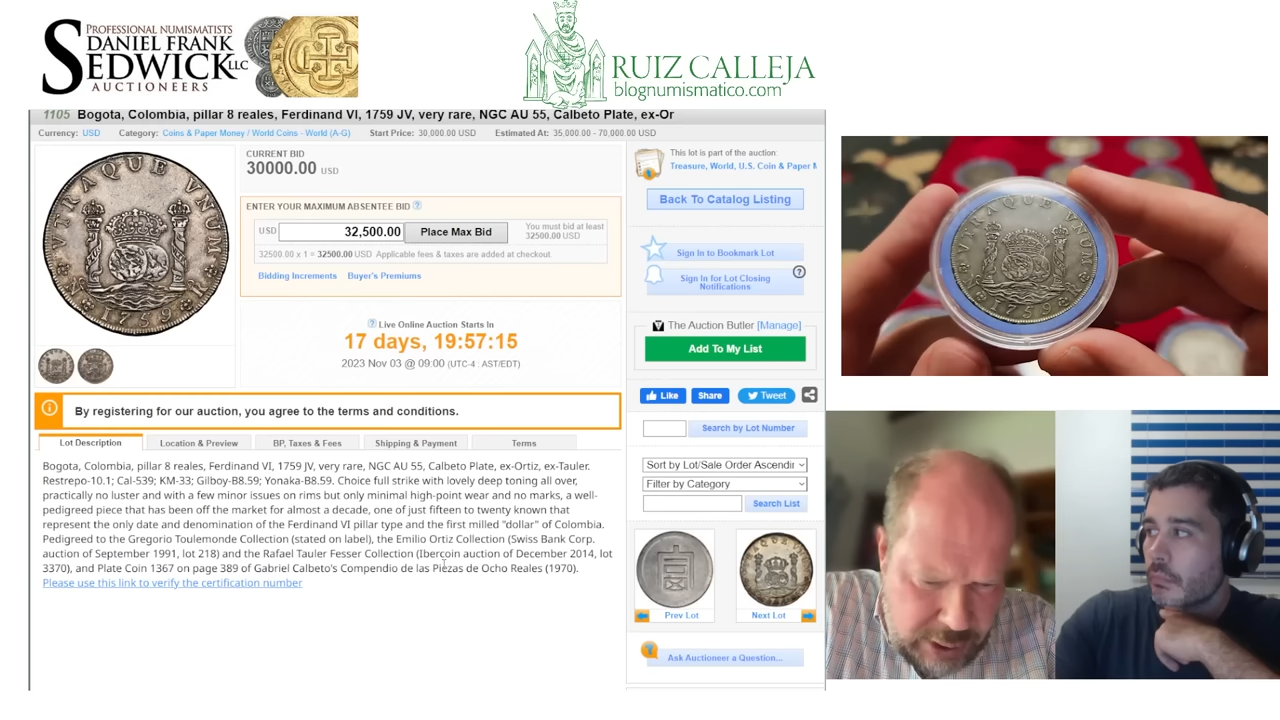 PROFESSIONAL NUMISMATISTS
DANIEL FRANK
SEDWICK LLC
AUCTIONEERS
RUIZ CALLEJA
blognumismatico.com
1105 Bogota, Colombia, pillar 8 reales, Ferdinand VI, 1759 JV, very rare, NGC AU 55, Calbeto Plate, ex-Or
Currency: USD Category: Coins & Paper Money / World Coins - World (A-G) Start Price: 30,000.00 USD Estimated At: 35,000.00 - 70,000.00 USD
VTRAQUE VNUM
1759
CURRENT BID
30000.00 USD
ENTER YOUR MAXIMUM ABSENTEE BID ?
USD 32,500.00 Place Max Bid
You must bid at least
32500.00 USD
32500.00 x 1 = 32500.00 USD Applicable fees & taxes are added at checkout.
Bidding Increments Buyer's Premiums
? Live Online Auction Starts In
17 days, 19:57:15
2023 Nov 03 @ 09:00 (UTC-4 : AST/EDT)
By registering for our auction, you agree to the terms and conditions.
Lot Description Location & Preview BP, Taxes & Fees Shipping & Payment Terms
Bogota, Colombia, pillar 8 reales, Ferdinand VI, 1759 JV, very rare, NGC AU 55, Calbeto Plate, ex-Ortiz, ex-Tauler.
Restrepo-10.1; Cal-539; KM-33; Gilboy-B8.59; Yonaka-B8.59. Choice full strike with lovely deep toning all over,
practically no luster and with a few minor issues on rims but only minimal high-point wear and no marks, a well-
pedigreed piece that has been off the market for almost a decade, one of just fifteen to twenty known that
represent the only date and denomination of the Ferdinand VI pillar type and the first milled "dollar" of Colombia.
Pedigreed to the Gregorio Toulemonde Collection (stated on label), the Emilio Ortiz Collection (Swiss Bank Corp.
auction of September 1991, lot 218) and the Rafael Tauler Fesser Collection (Ibercoin auction of December 2014, lot
3370), and Plate Coin 1367 on page 389 of Gabriel Calbeto's Compendio de las Piezas de Ocho Reales (1970).
Please use this link to verify the certification number
This lot is part of the auction:
Treasure, World, U.S. Coin & Paper M
Back To Catalog Listing
Sign In to Bookmark Lot
Sign In for Lot Closing
Notifications
?
The Auction Butler [Manage]
Add To My List
Like Share Tweet
Search by Lot Number
Sort by Lot/Sale Order Ascendin
Filter by Category
Search List
Prev Lot Next Lot
Ask Auctioneer a Question...
VTRAQUE VNUM
1759